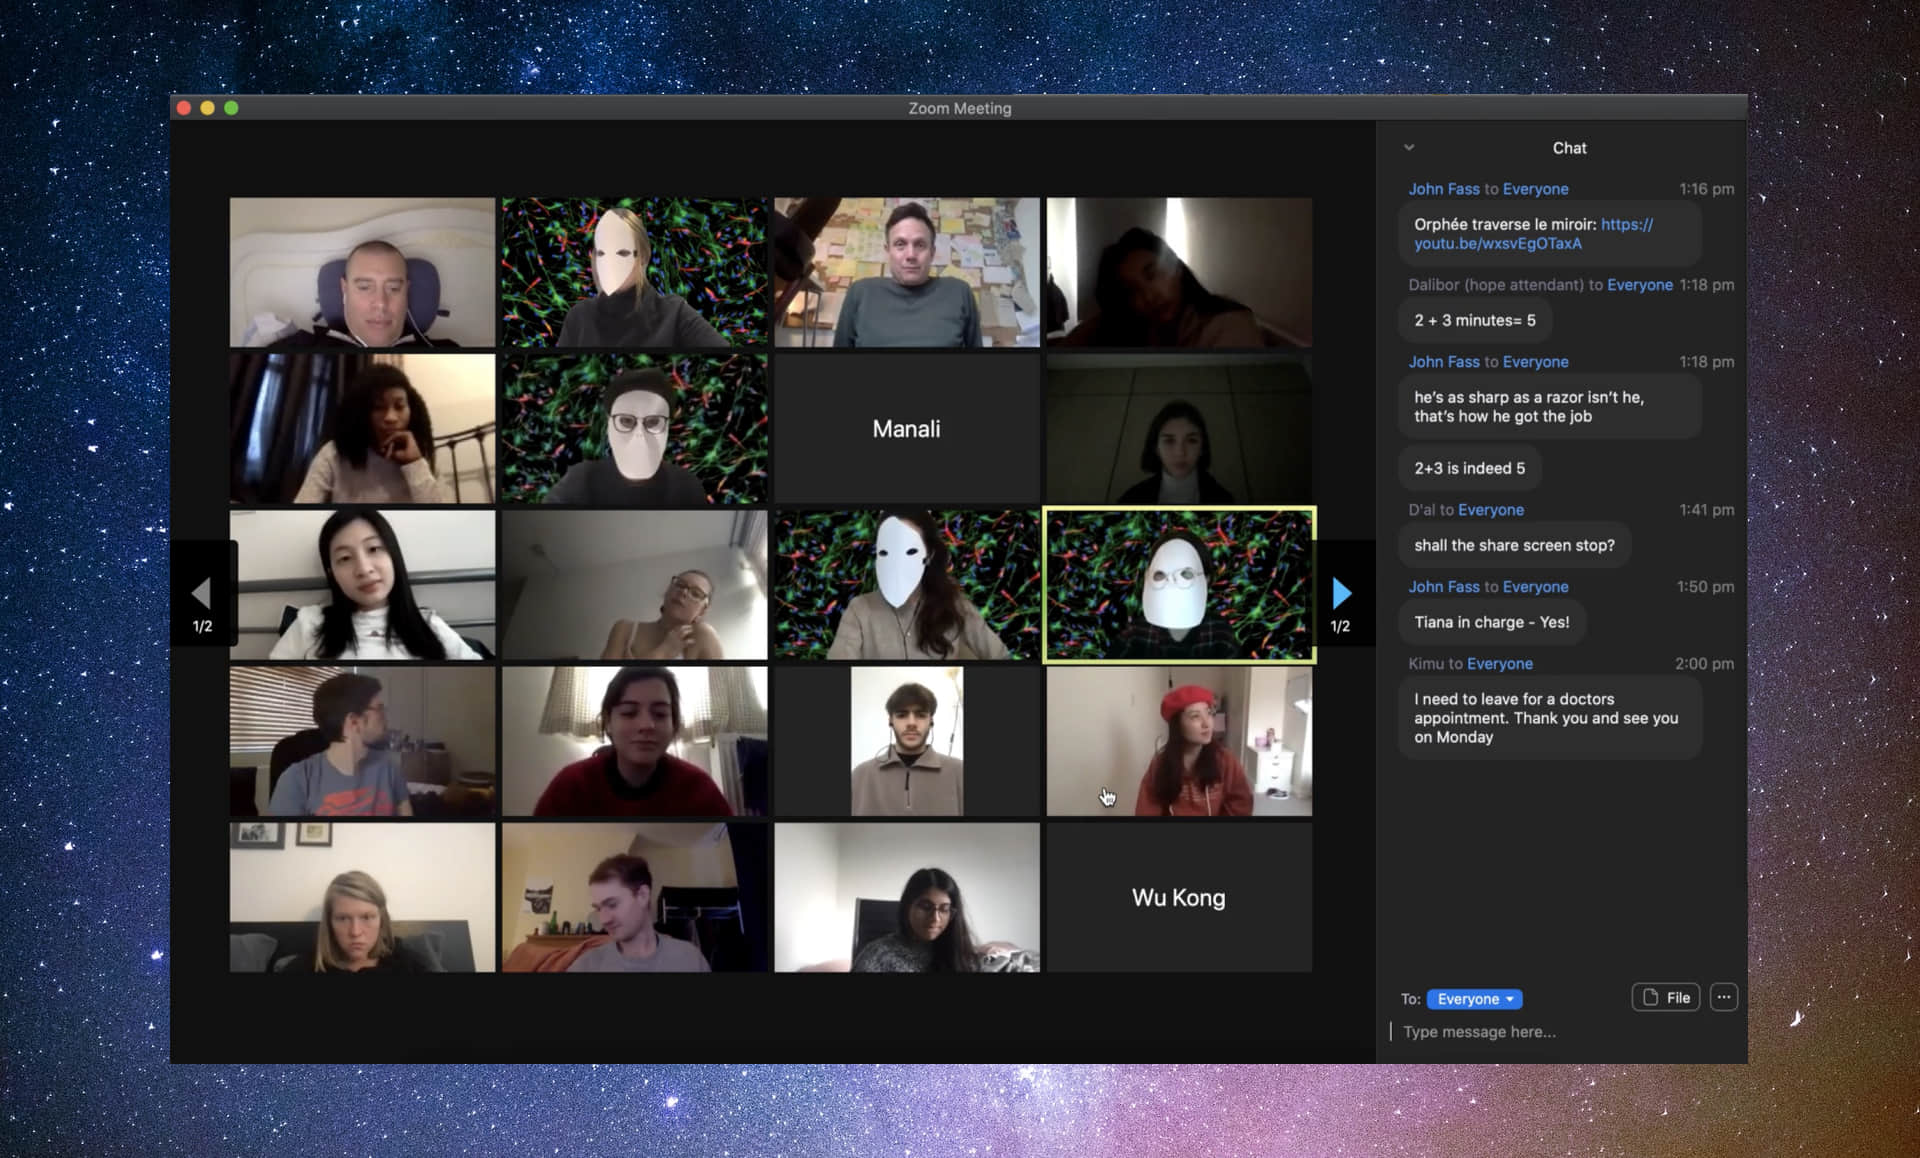 Zoom Meeting
Manali
1/2
1/2
Wu Kong
Chat
John Fass to Everyone 1:16 pm
Orphée traverse le miroir: https://
youtu.be/wxsvEgOTaxA
Dalibor (hope attendant) to Everyone 1:18 pm
2 + 3 minutes= 5
John Fass to Everyone 1:18 pm
he's as sharp as a razor isn't he,
that's how he got the job
2+3 is indeed 5
D'al to Everyone 1:41 pm
shall the share screen stop?
John Fass to Everyone 1:50 pm
Tiana in charge - Yes!
Kimu to Everyone 2:00 pm
I need to leave for a doctors
appointment. Thank you and see you
on Monday
To: Everyone File
Type message here...